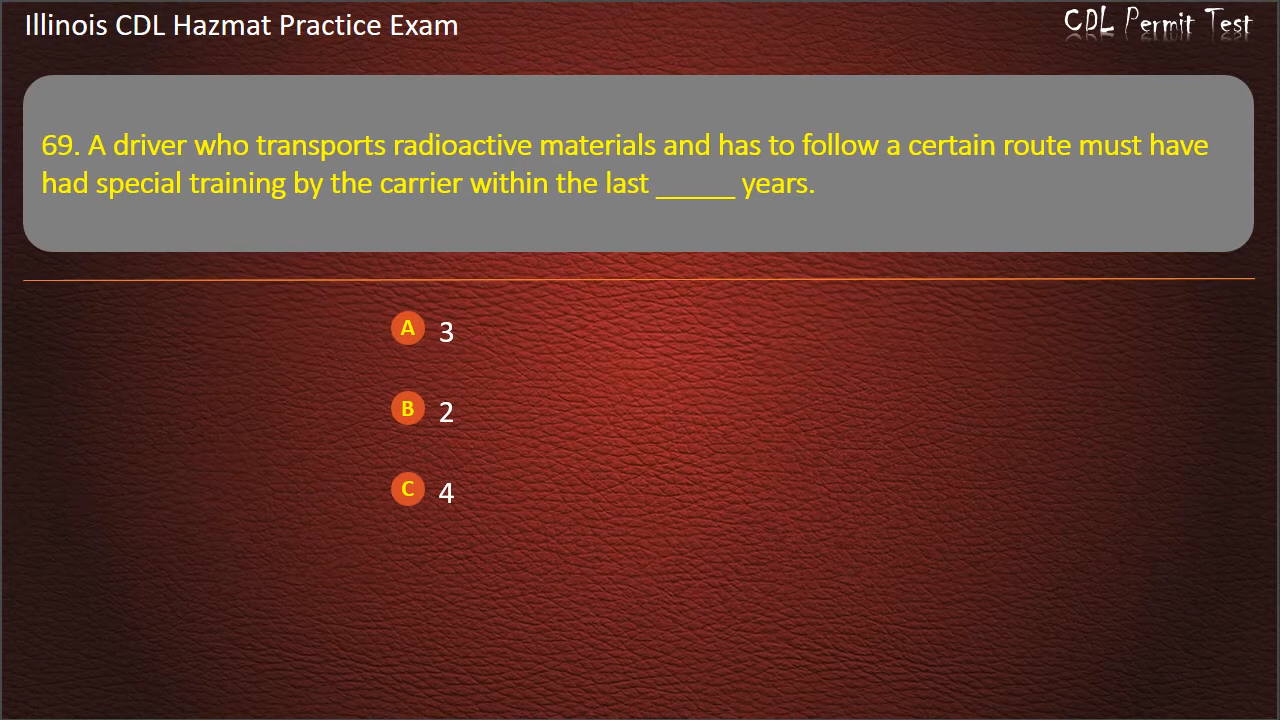 Illinois CDL Hazmat Practice Exam
CDL Permit Test
69. A driver who transports radioactive materials and has to follow a certain route must have
had special training by the carrier within the last _____ years.
A 3
B 2
C 4